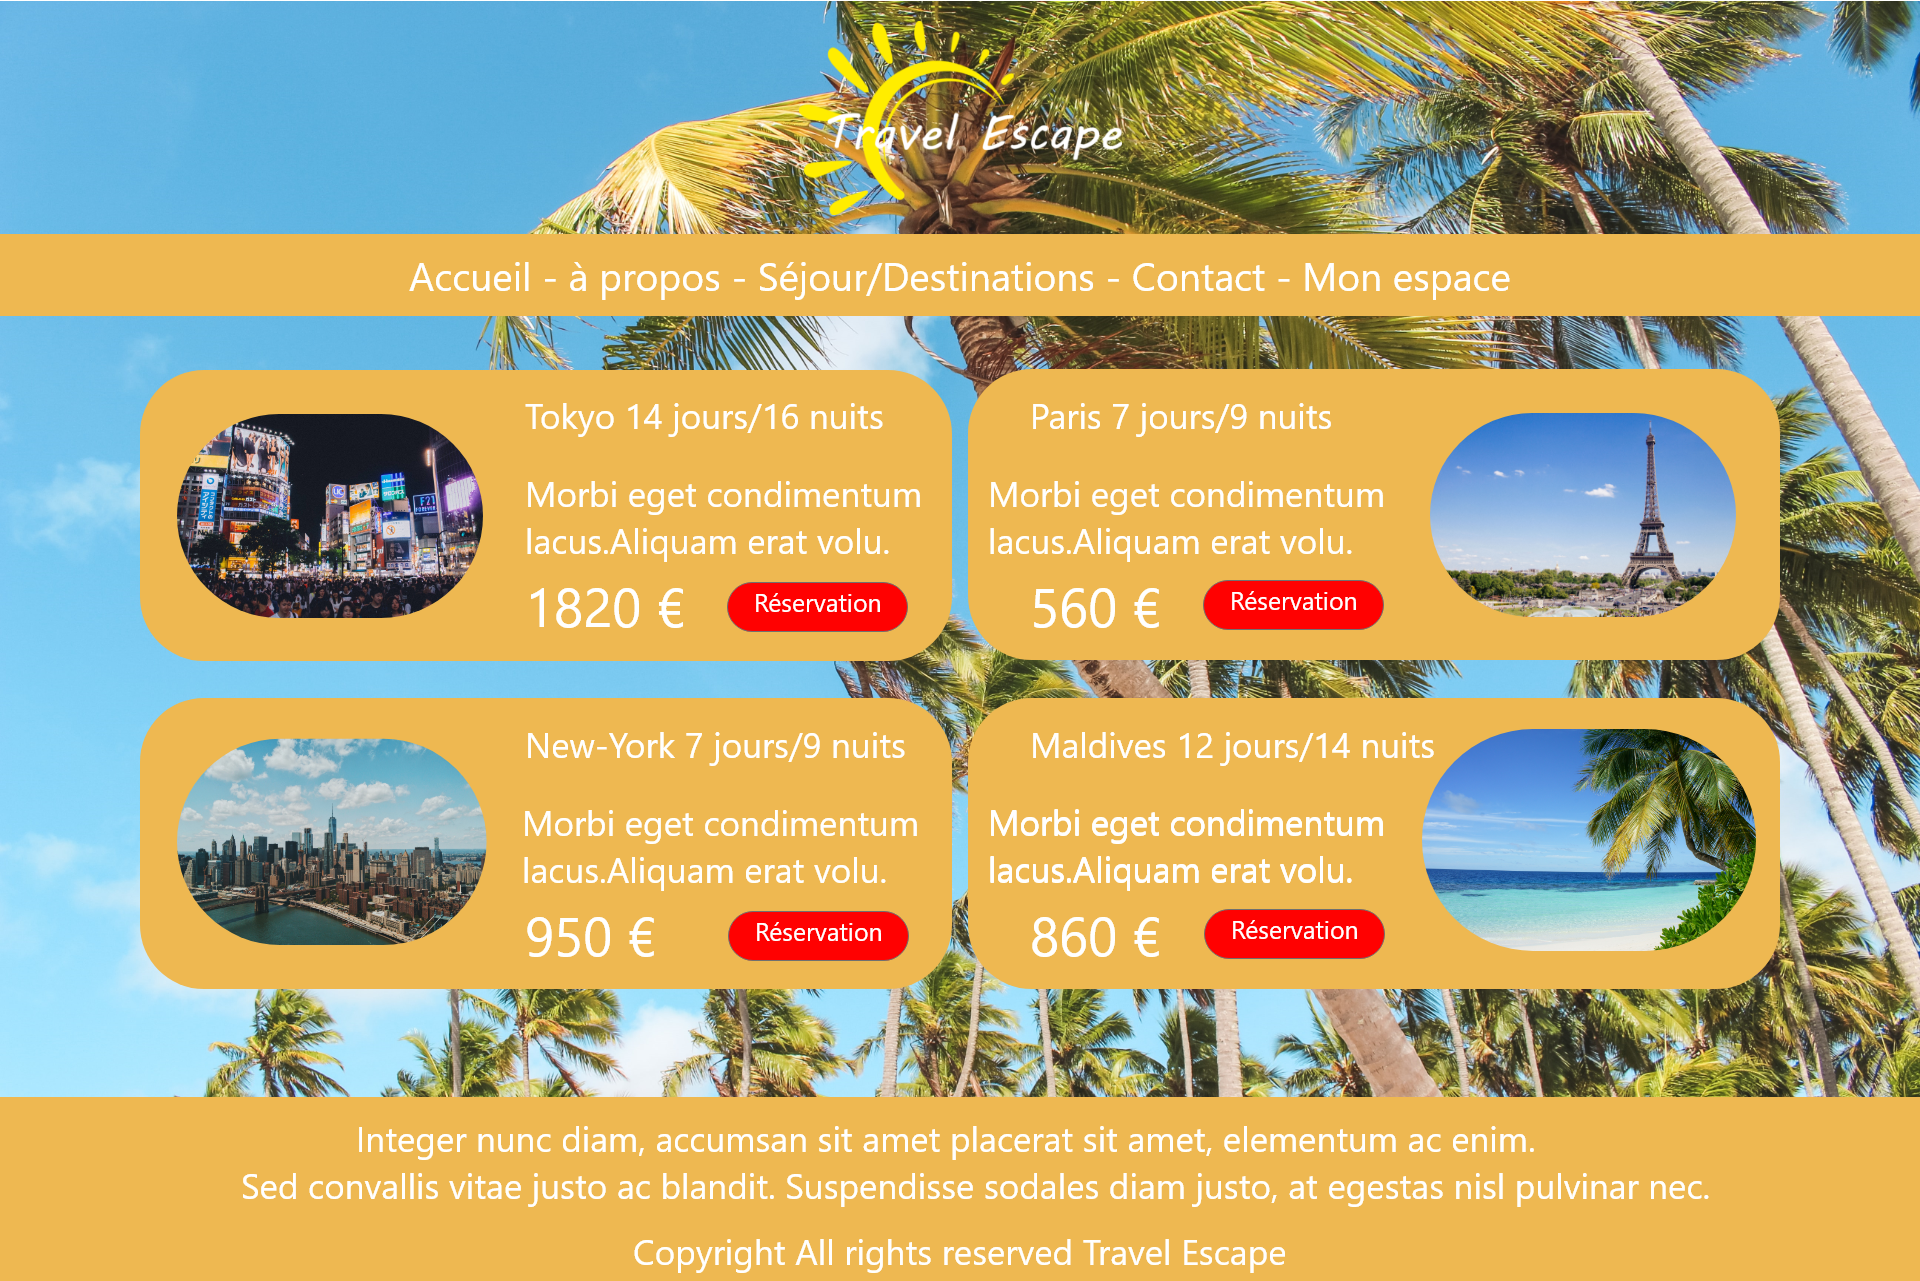 Travel Escape
Accueil - à propos - Séjour/Destinations - Contact - Mon espace
Tokyo 14 jours/16 nuits
Morbi eget condimentum
lacus.Aliquam erat volu.
1820 €
Réservation
Paris 7 jours/9 nuits
Morbi eget condimentum
lacus.Aliquam erat volu.
560 €
Réservation
New-York 7 jours/9 nuits
Morbi eget condimentum
lacus.Aliquam erat volu.
950 €
Réservation
Maldives 12 jours/14 nuits
Morbi eget condimentum
lacus.Aliquam erat volu.
860 €
Réservation
Integer nunc diam, accumsan sit amet placerat sit amet, elementum ac enim.
Sed convallis vitae justo ac blandit. Suspendisse sodales diam justo, at egestas nisl pulvinar nec.
Copyright All rights reserved Travel Escape